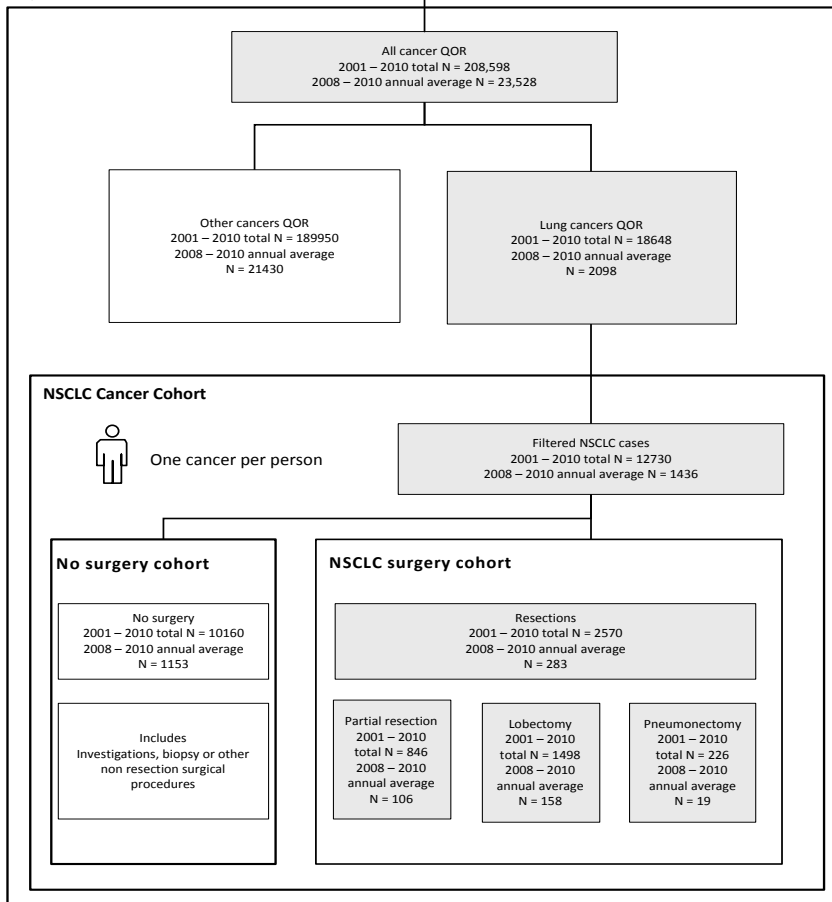 All cancer QOR
2001 – 2010 total N = 208,598
2008 – 2010 annual average N = 23,528
Other cancers QOR
2001 – 2010 total N = 189950
2008 – 2010 annual average
N = 21430
Lung cancers QOR
2001 – 2010 total N = 18648
2008 – 2010 annual average
N = 2098
NSCLC Cancer Cohort
One cancer per person
Filtered NSCLC cases
2001 – 2010 total N = 12730
2008 – 2010 annual average N = 1436
No surgery cohort
No surgery
2001 – 2010 total N = 10160
2008 – 2010 annual average
N = 1153
Includes
Investigations, biopsy or other
non resection surgical
procedures
NSCLC surgery cohort
Resections
2001 – 2010 total N = 2570
2008 – 2010 annual average
N = 283
Partial resection
2001 – 2010
total N = 846
2008 – 2010
annual average
N = 106
Lobectomy
2001 – 2010
total N = 1498
2008 – 2010
annual average
N = 158
Pneumonectomy
2001 – 2010
total N = 226
2008 – 2010
annual average
N = 19